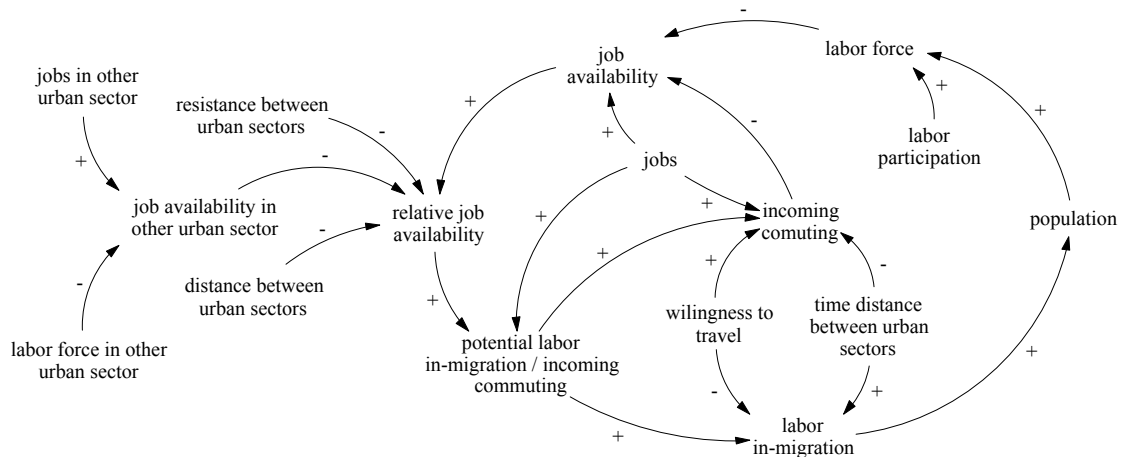 -
labor force
job
availability
jobs in other
urban sector
resistance between
urban sectors
+
-
+
+
-
+
labor
participation
+
-
+
-
jobs
job availability in
other urban sector
relative job
availability
+
incoming
comuting
population
-
+
+
-
-
+
+
distance between
urban sectors
wilingness to
travel
time distance
between urban
sectors
labor force in other
urban sector
potential labor
in-migration / incoming
commuting
+
-
+
+
labor
in-migration